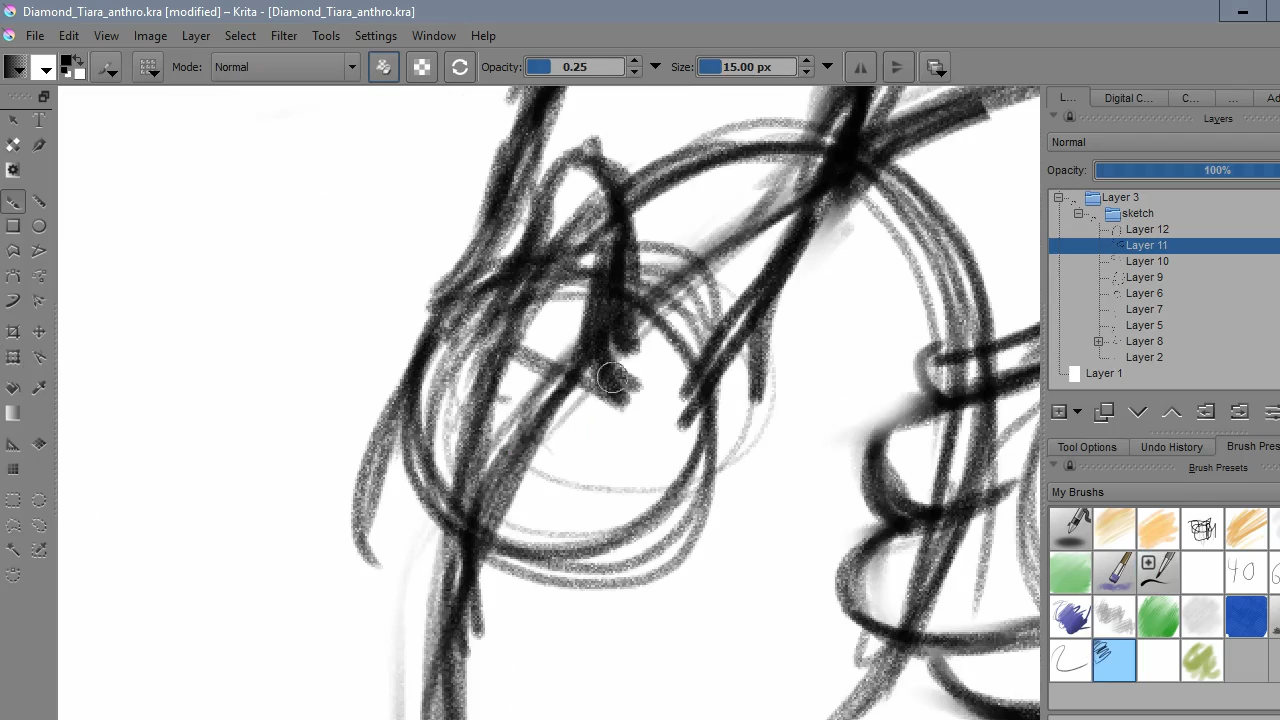 Diamond_Tiara_anthro.kra [modified] – Krita - [Diamond_Tiara_anthro.kra]
File Edit View Image Layer Select Filter Tools Settings Window Help
Mode: Normal Opacity: 0.25 Size: 15.00 px
L... Digital C... C... ... Ad
Layers
Normal
Opacity: 100%
Layer 3
sketch
Layer 12
Layer 11
Layer 10
Layer 9
Layer 6
Layer 7
Layer 5
Layer 8
Layer 2
Layer 1
Tool Options Undo History Brush Pres
Brush Presets
My Brushes
40